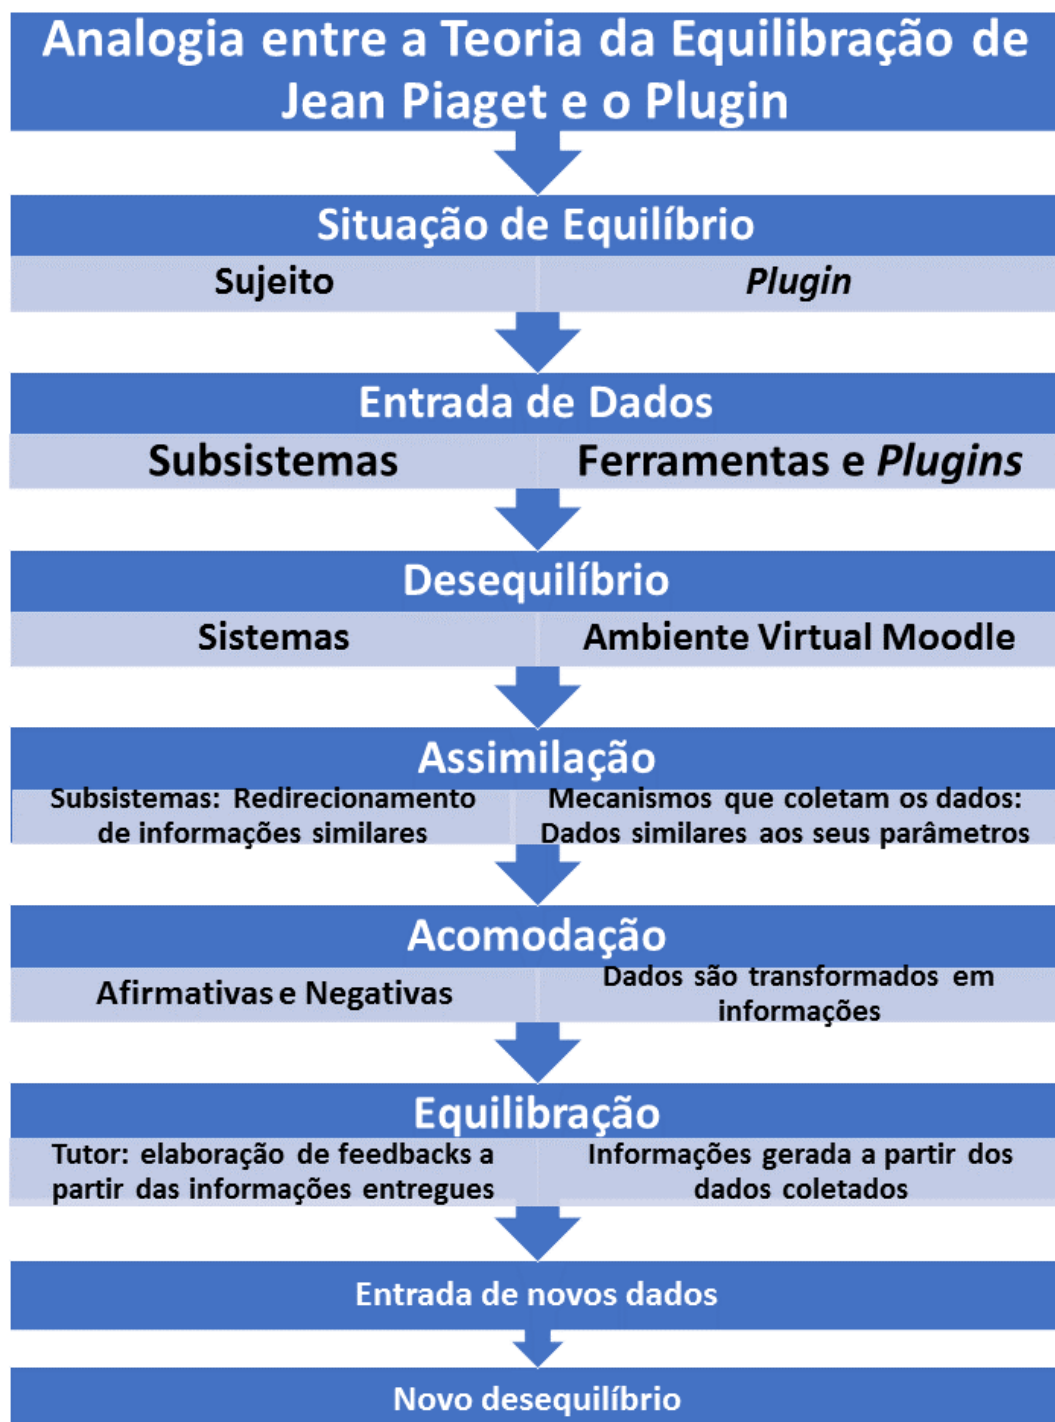 Analogia entre a Teoria da Equilibração de
Jean Piaget e o Plugin
Situação de Equilíbrio
Sujeito
Plugin
Entrada de Dados
Subsistemas
Ferramentas e Plugins
Desequilíbrio
Sistemas
Ambiente Virtual Moodle
Assimilação
Subsistemas: Redirecionamento
de informações similares
Mecanismos que coletam os dados:
Dados similares aos seus parâmetros
Acomodação
Afirmativas e Negativas
Dados são transformados em
informações
Equilibração
Tutor: elaboração de feedbacks a
partir das informações entregues
Informações gerada a partir dos
dados coletados
Entrada de novos dados
Novo desequilíbrio